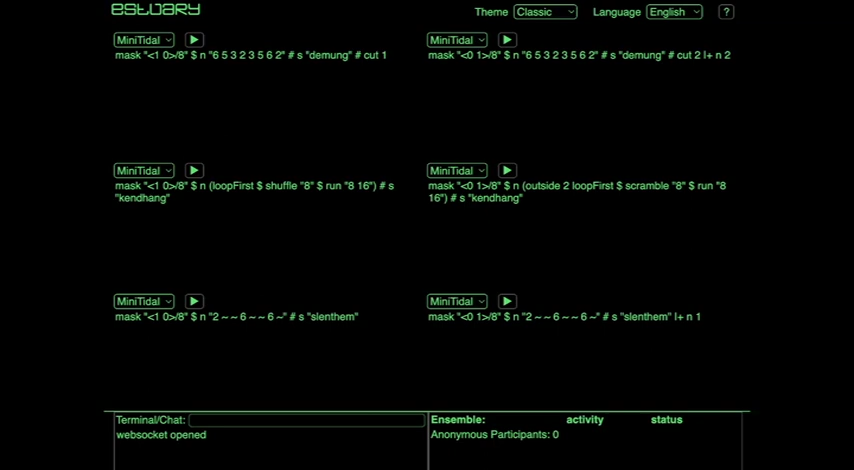 estuary
Theme Classic Language English ?
MiniTidal
mask "<1 0>/8" $ n "6 5 3 2 3 5 6 2" # s "demung" # cut 1
MiniTidal
mask "<0 1>/8" $ n "6 5 3 2 3 5 6 2" # s "demung" # cut 2 |+ n 2
MiniTidal
mask "<1 0>/8" $ n (loopFirst $ shuffle "8" $ run "8 16") # s
"kendhang"
MiniTidal
mask "<0 1>/8" $ n (outside 2 loopFirst $ scramble "8" $ run "8
16") # s "kendhang"
MiniTidal
mask "<1 0>/8" $ n "2 ~ ~ 6 ~ ~ 6 ~" # s "slenthem"
MiniTidal
mask "<0 1>/8" $ n "2 ~ ~ 6 ~ ~ 6 ~" # s "slenthem" |+ n 1
Terminal/Chat:
websocket opened
Ensemble: activity status
Anonymous Participants: 0